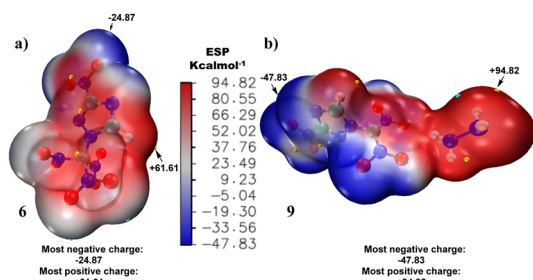 -24.87
a)
ESP
Kcalmol-1
b)
94.82
80.55
66.29
52.02
37.76
23.49
9.23
-5.04
-19.30
-33.56
-47.83
+61.61
-47.83
+94.82
6
9
Most negative charge:
-24.87
Most positive charge:
Most negative charge:
-47.83
Most positive charge: